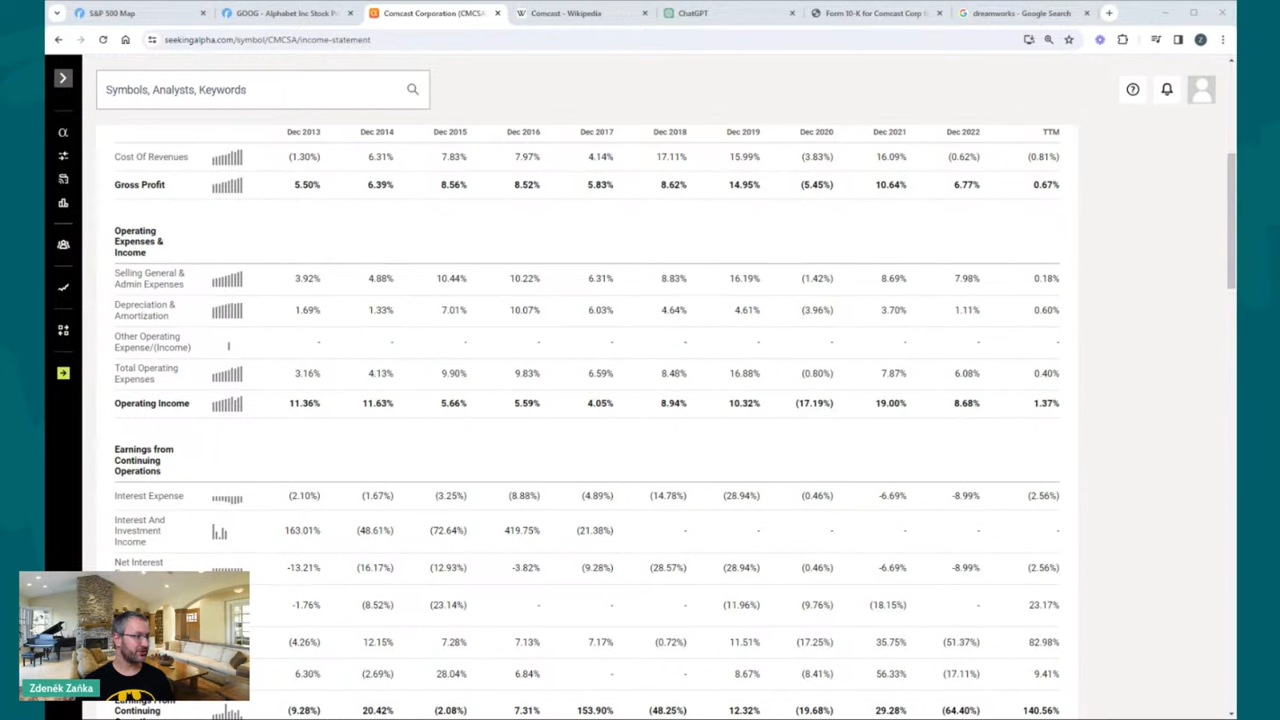 S&P 500 Map
GOOG - Alphabet Inc Stock P
Comcast Corporation (CMCSA
Comcast - Wikipedia
ChatGPT
Form 10-K for Comcast Corp
dreamworks - Google Search
seekingalpha.com/symbol/CMCSA/income-statement
Symbols, Analysts, Keywords
Dec 2013 Dec 2014 Dec 2015 Dec 2016 Dec 2017 Dec 2018 Dec 2019 Dec 2020 Dec 2021 Dec 2022 TTM
Cost Of Revenues (1.30%) 6.31% 7.83% 7.97% 4.14% 17.11% 15.99% (3.83%) 16.09% (0.62%) (0.81%)
Gross Profit 5.50% 6.39% 8.56% 8.52% 5.83% 8.62% 14.95% (5.45%) 10.64% 6.77% 0.67%
Operating
Expenses &
Income
Selling General &
Admin Expenses 3.92% 4.88% 10.44% 10.22% 6.31% 8.83% 16.19% (1.42%) 8.69% 7.98% 0.18%
Depreciation &
Amortization 1.69% 1.33% 7.01% 10.07% 6.03% 4.64% 4.61% (3.96%) 3.70% 1.11% 0.60%
Other Operating
Expense/(Income) - - - - - - - - - - -
Total Operating
Expenses 3.16% 4.13% 9.90% 9.83% 6.59% 8.48% 16.88% (0.80%) 7.87% 6.08% 0.40%
Operating Income 11.36% 11.63% 5.66% 5.59% 4.05% 8.94% 10.32% (17.19%) 19.00% 8.68% 1.37%
Earnings from
Continuing
Operations
Interest Expense (2.10%) (1.67%) (3.25%) (8.88%) (4.89%) (14.78%) (28.94%) (0.46%) -6.69% -8.99% (2.56%)
Interest And
Investment
Income 163.01% (48.61%) (72.64%) 419.75% (21.38%) - - - - - -
Net Interest
-13.21% (16.17%) (12.93%) -3.82% (9.28%) (28.57%) (28.94%) (0.46%) -6.69% -8.99% (2.56%)
-1.76% (8.52%) (23.14%) - - - (11.96%) (9.76%) (18.15%) - 23.17%
(4.26%) 12.15% 7.28% 7.13% 7.17% (0.72%) 11.51% (17.25%) 35.75% (51.37%) 82.98%
6.30% (2.69%) 28.04% 6.84% - - 8.67% (8.41%) 56.33% (17.11%) 9.41%
Earnings From
Continuing (9.28%) 20.42% (2.08%) 7.31% 153.90% (48.25%) 12.32% (19.68%) 29.28% (64.40%) 140.56%
Zdeněk Zaňka